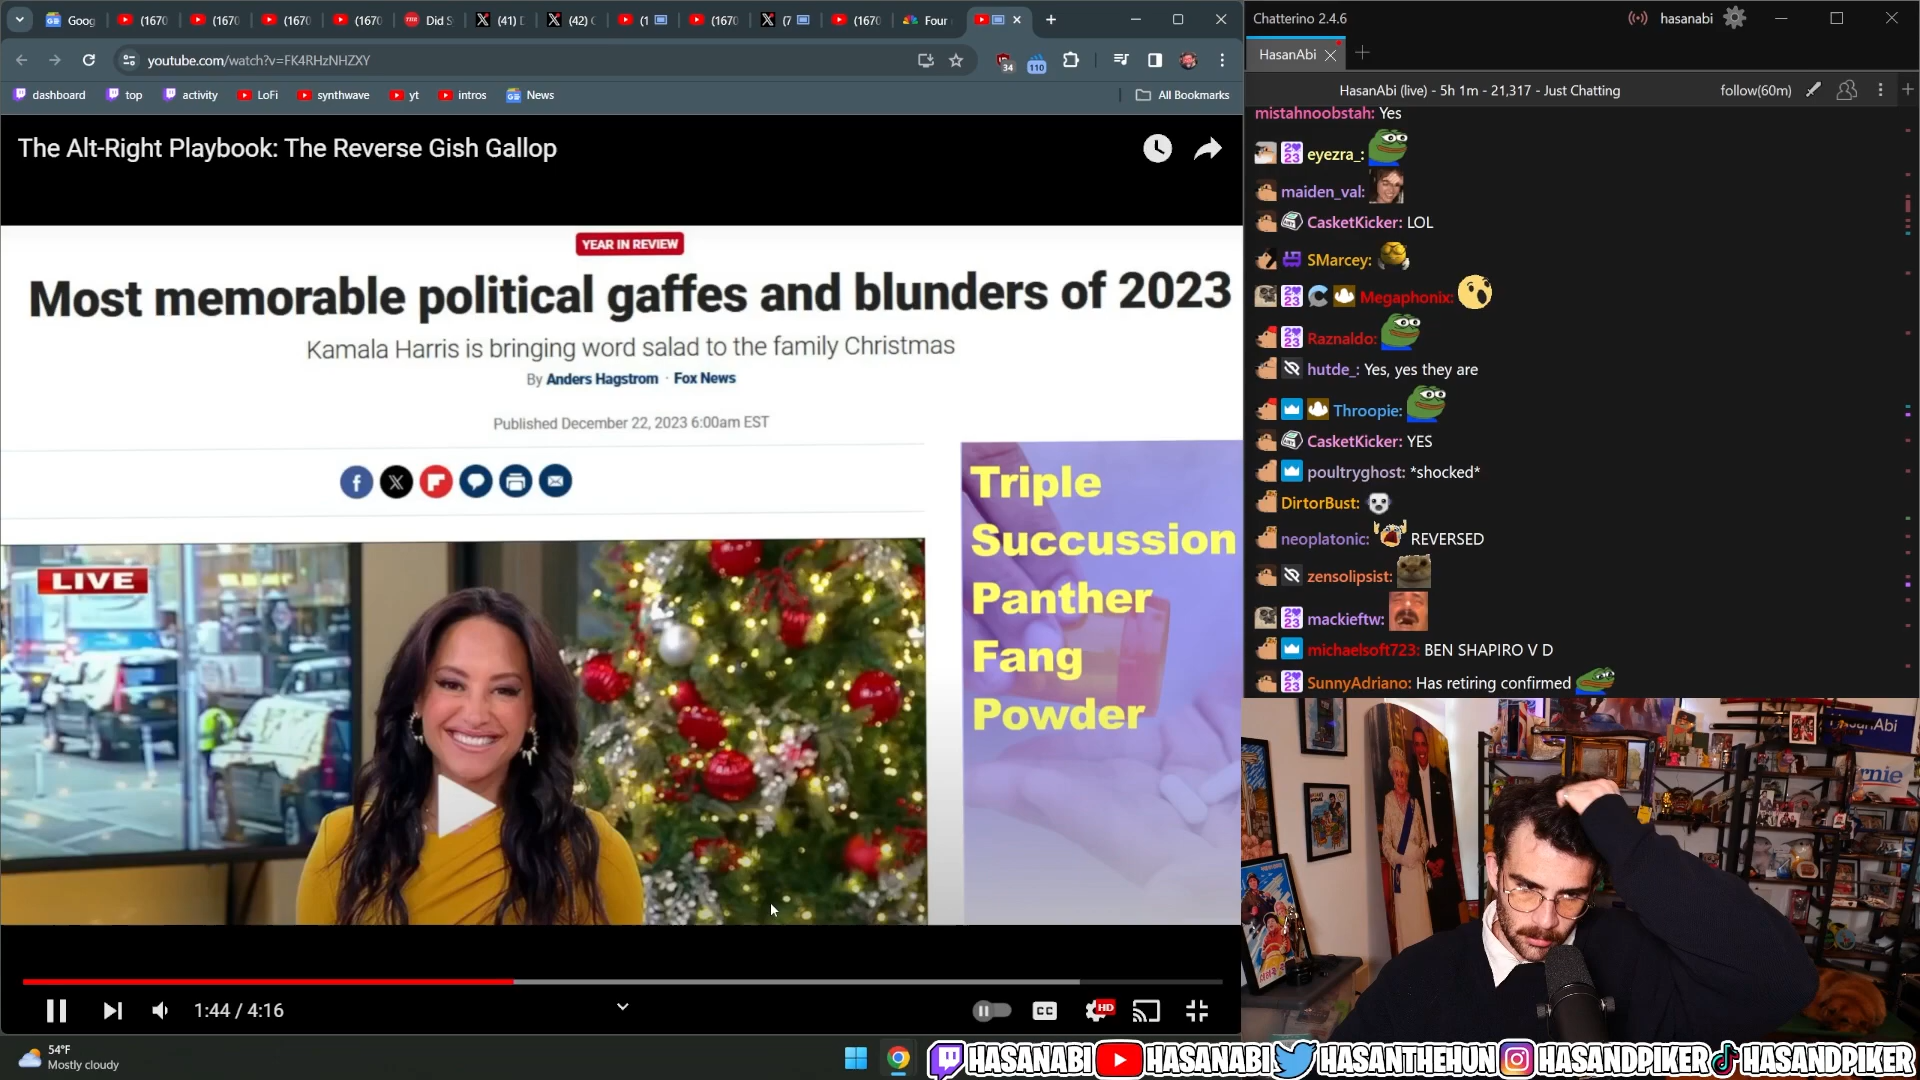 Goog
(1670
(1670
(1670
(1670
Did S
(41) D
(42) C
(1
(1670
(7
(1670
Four
youtube.com/watch?v=FK4RHzNHZXY
34
110
dashboard
top
activity
LoFi
synthwave
yt
intros
News
All Bookmarks
The Alt-Right Playbook: The Reverse Gish Gallop
YEAR IN REVIEW
Most memorable political gaffes and blunders of 2023
Kamala Harris is bringing word salad to the family Christmas
By Anders Hagstrom · Fox News
Published December 22, 2023 6:00am EST
LIVE
Triple
Succussion
Panther
Fang
Powder
1:44 / 4:16
CC
HD
54°F
Mostly cloudy
Chatterino 2.4.6
hasanabi
HasanAbi
HasanAbi (live) - 5h 1m - 21,317 - Just Chatting
follow(60m)
mistahnoobstah: Yes
eyezra_:
maiden_val:
CasketKicker: LOL
SMarcey:
Megaphonix:
Raznaldo:
hutde_: Yes, yes they are
Throopie:
CasketKicker: YES
poultryghost: *shocked*
DirtorBust:
neoplatonic: REVERSED
zensolipsist:
mackieftw:
michaelsoft723: BEN SHAPIRO V D
SunnyAdriano: Has retiring confirmed
HASANABI HASANABI HASANTHEHUN HASANDPIKER HASANDPIKER